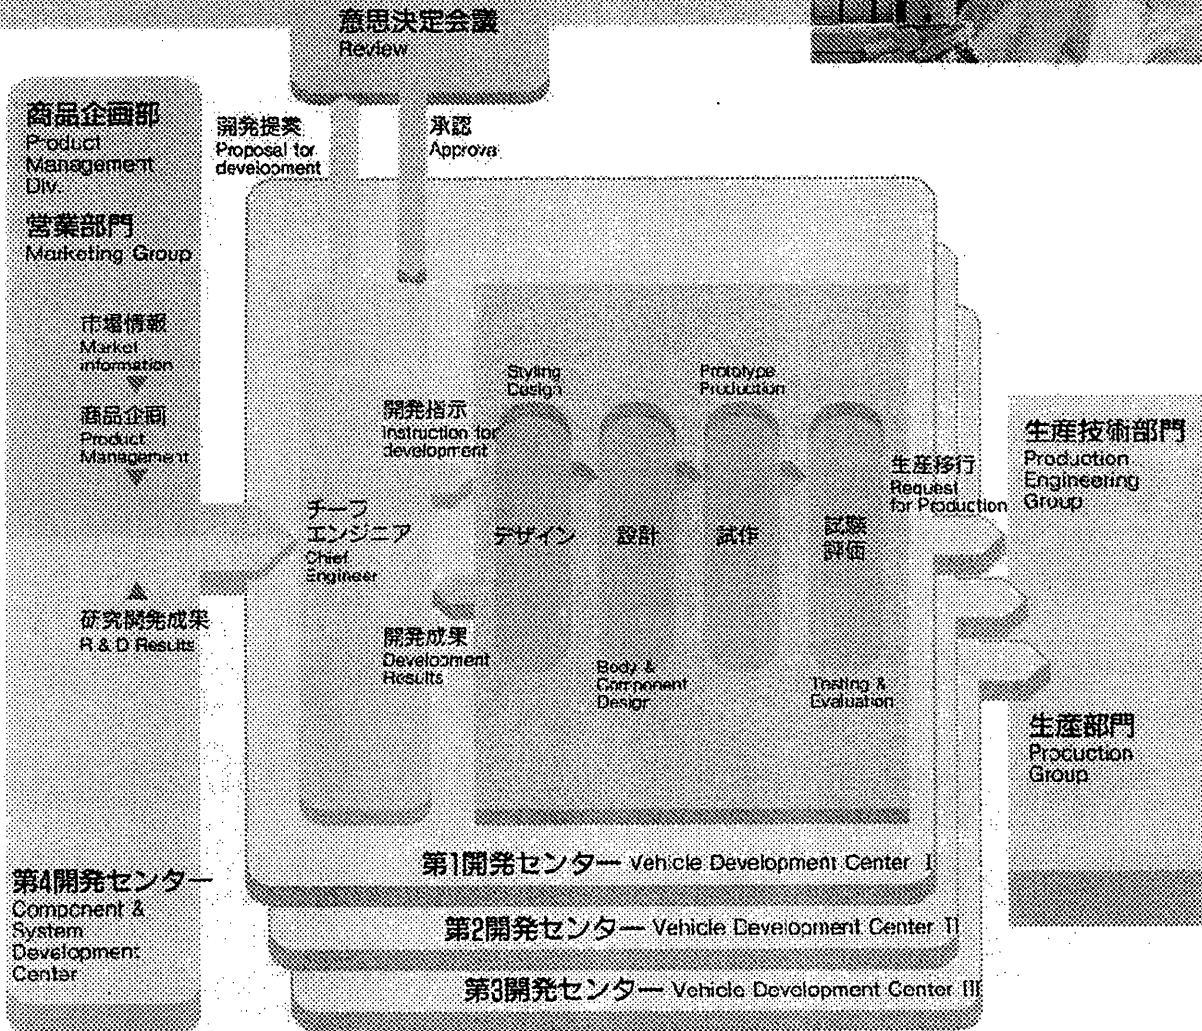 意思決定会議
Review
商品企画部
Product
Management
Div.
営業部門
Marketing Group
市場情報
Market
information
商品企画
Product
Management
研究開発成果
R & D Results
第4開発センター
Component &
System
Development
Center
開発提案
Proposal for
development
承認
Approval
チーフ
エンジニア
Chief
Engineer
開発指示
Instruction for
development
開発成果
Development
Results
Styling
Design
デザイン
設計
Body &
Component
Design
Prototype
Production
試作
試験
評価
Testing &
Evaluation
生産移行
Request
for Production
第1開発センター Vehicle Development Center I
第2開発センター Vehicle Development Center II
第3開発センター Vehicle Development Center III
生産技術部門
Production
Engineering
Group
生産部門
Production
Group